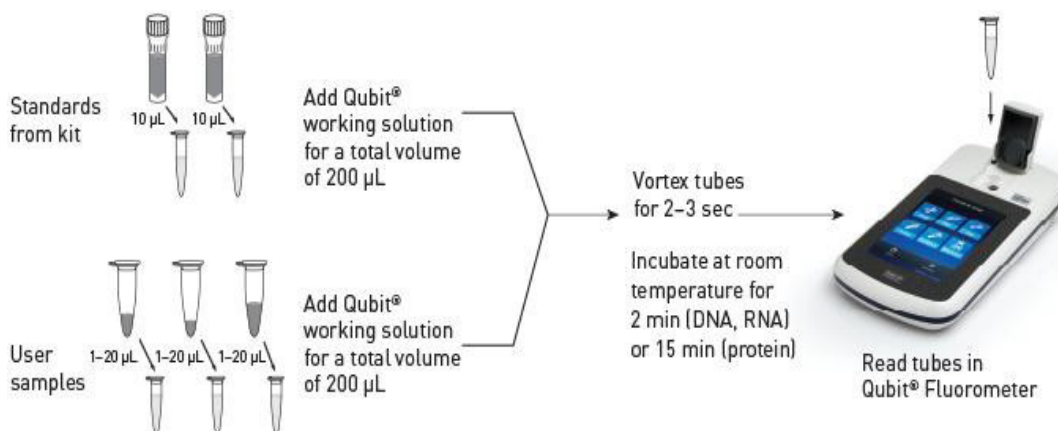 Standards
from kit
10 µL
10 µL
Add Qubit®
working solution
for a total volume
of 200 µL
User
samples
1–20 µL
1–20 µL
1–20 µL
Add Qubit®
working solution
for a total volume
of 200 µL
Vortex tubes
for 2–3 sec
Incubate at room
temperature for
2 min (DNA, RNA)
or 15 min (protein)
Read tubes in
Qubit® Fluorometer